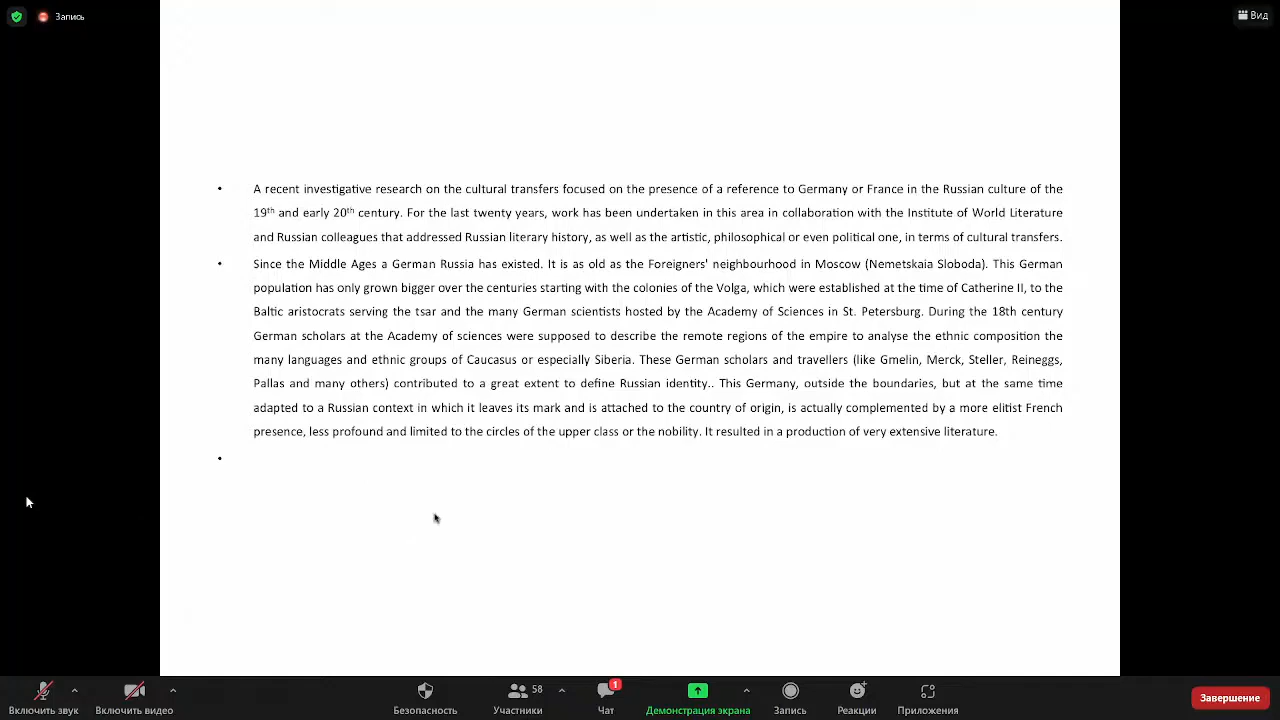 Запись
Вид
• A recent investigative research on the cultural transfers focused on the presence of a reference to Germany or France in the Russian culture of the
19th and early 20th century. For the last twenty years, work has been undertaken in this area in collaboration with the Institute of World Literature
and Russian colleagues that addressed Russian literary history, as well as the artistic, philosophical or even political one, in terms of cultural transfers.
• Since the Middle Ages a German Russia has existed. It is as old as the Foreigners' neighbourhood in Moscow (Nemetskaia Sloboda). This German
population has only grown bigger over the centuries starting with the colonies of the Volga, which were established at the time of Catherine II, to the
Baltic aristocrats serving the tsar and the many German scientists hosted by the Academy of Sciences in St. Petersburg. During the 18th century
German scholars at the Academy of sciences were supposed to describe the remote regions of the empire to analyse the ethnic composition the
many languages and ethnic groups of Caucasus or especially Siberia. These German scholars and travellers (like Gmelin, Merck, Steller, Reineggs,
Pallas and many others) contributed to a great extent to define Russian identity.. This Germany, outside the boundaries, but at the same time
adapted to a Russian context in which it leaves its mark and is attached to the country of origin, is actually complemented by a more elitist French
presence, less profound and limited to the circles of the upper class or the nobility. It resulted in a production of very extensive literature.
•
58
1
Включить звук
Включить видео
Безопасность
Участники
Чат
Демонстрация экрана
Запись
Реакции
Приложения
Завершение